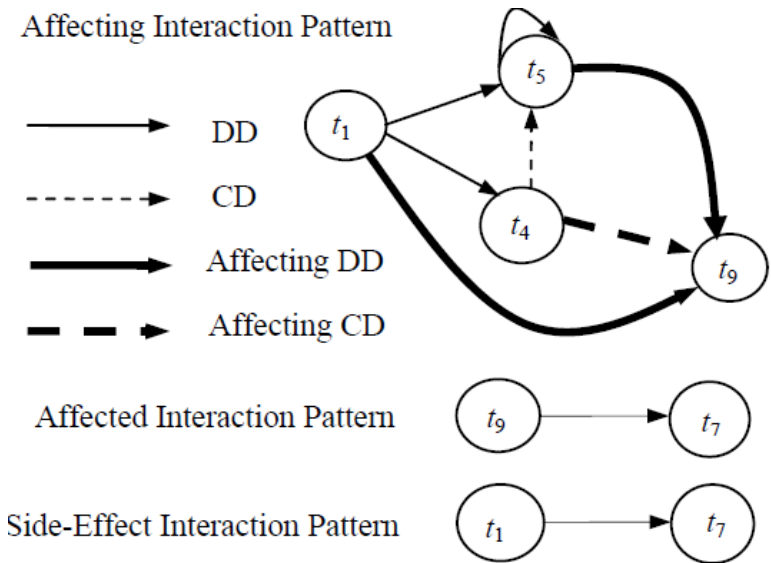 Affecting Interaction Pattern
t5
t1
DD
CD
t4
Affecting DD
t9
Affecting CD
Affected Interaction Pattern
t9
t7
Side-Effect Interaction Pattern
t1
t7